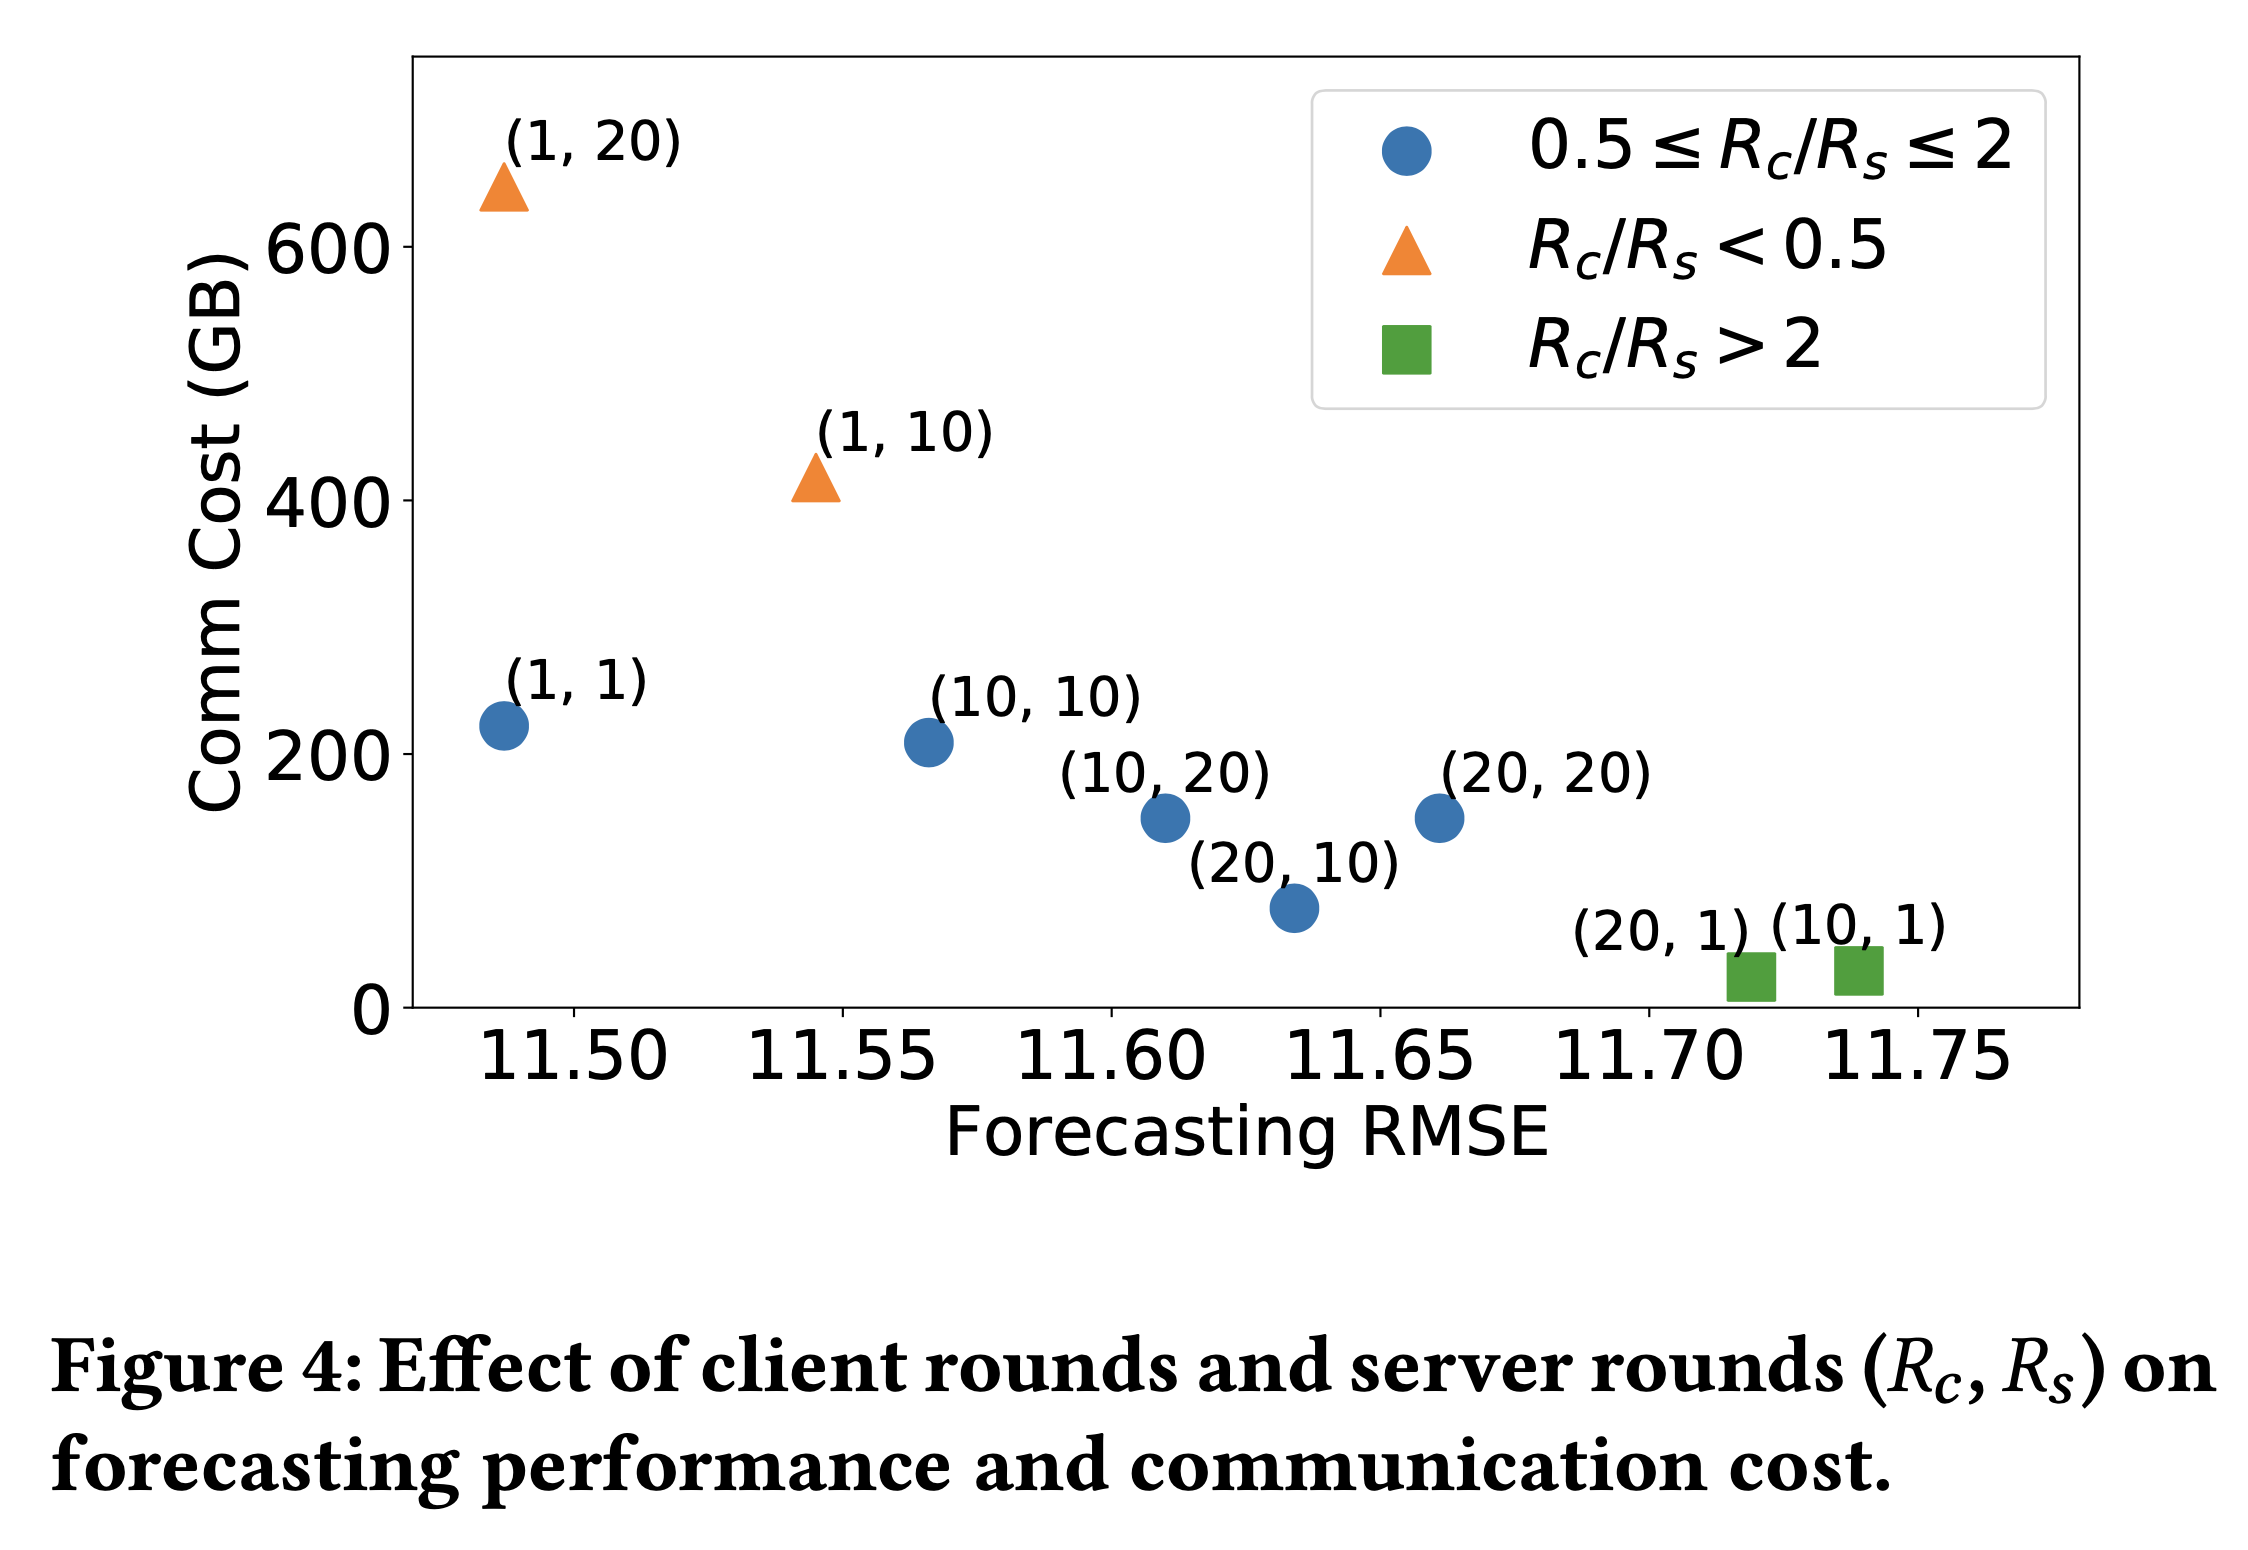 (1, 20)
0.5 ≤ R_c/R_s ≤ 2
R_c/R_s < 0.5
R_c/R_s > 2
600
(1, 10)
400
Comm Cost (GB)
(1, 1)
(10, 10)
200
(10, 20)
(20, 20)
(20, 10)
(20, 1)
(10, 1)
0
11.50 11.55 11.60 11.65 11.70 11.75
Forecasting RMSE
Figure 4: Effect of client rounds and server rounds (R_c, R_s) on
forecasting performance and communication cost.